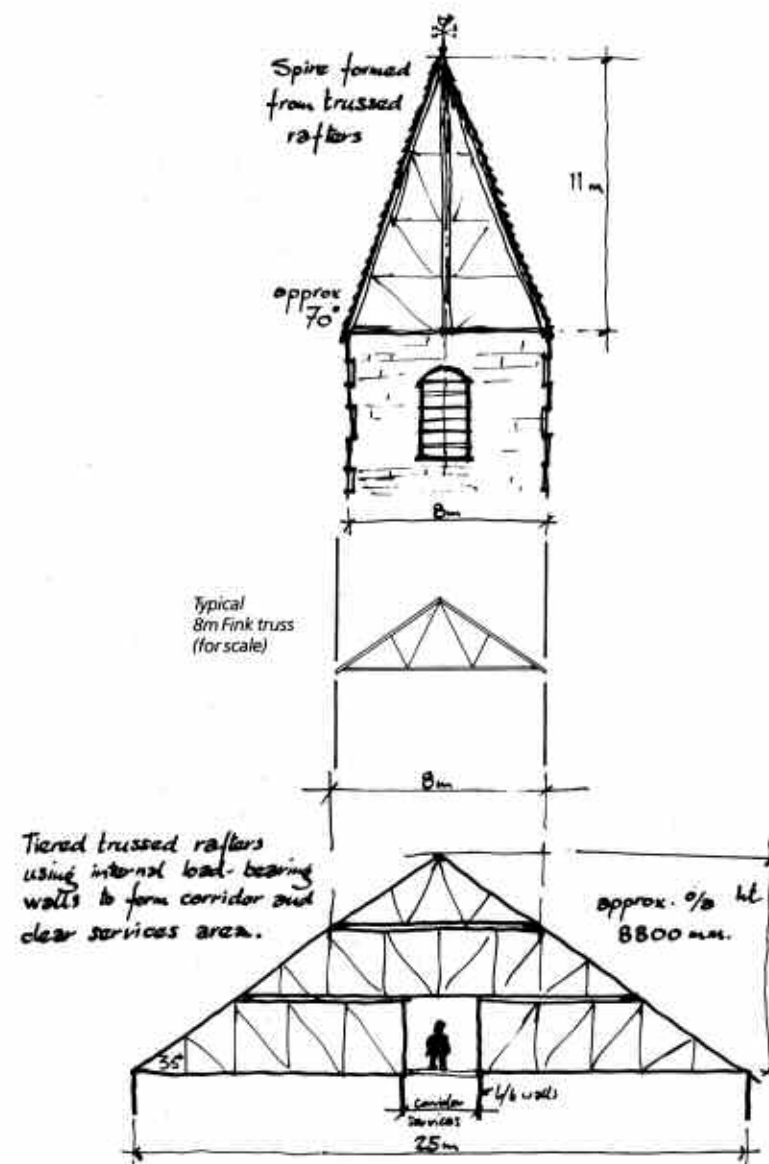 Spire formed
from trussed
rafters
11 m
approx
70°
8m
Typical
8m Fink truss
(for scale)
8m
Tiered trussed rafters
using internal load-bearing
walls to form corridor and
clear services area.
approx. o/a ht
8800 mm.
35°
L/b walls
corridor
services
25m